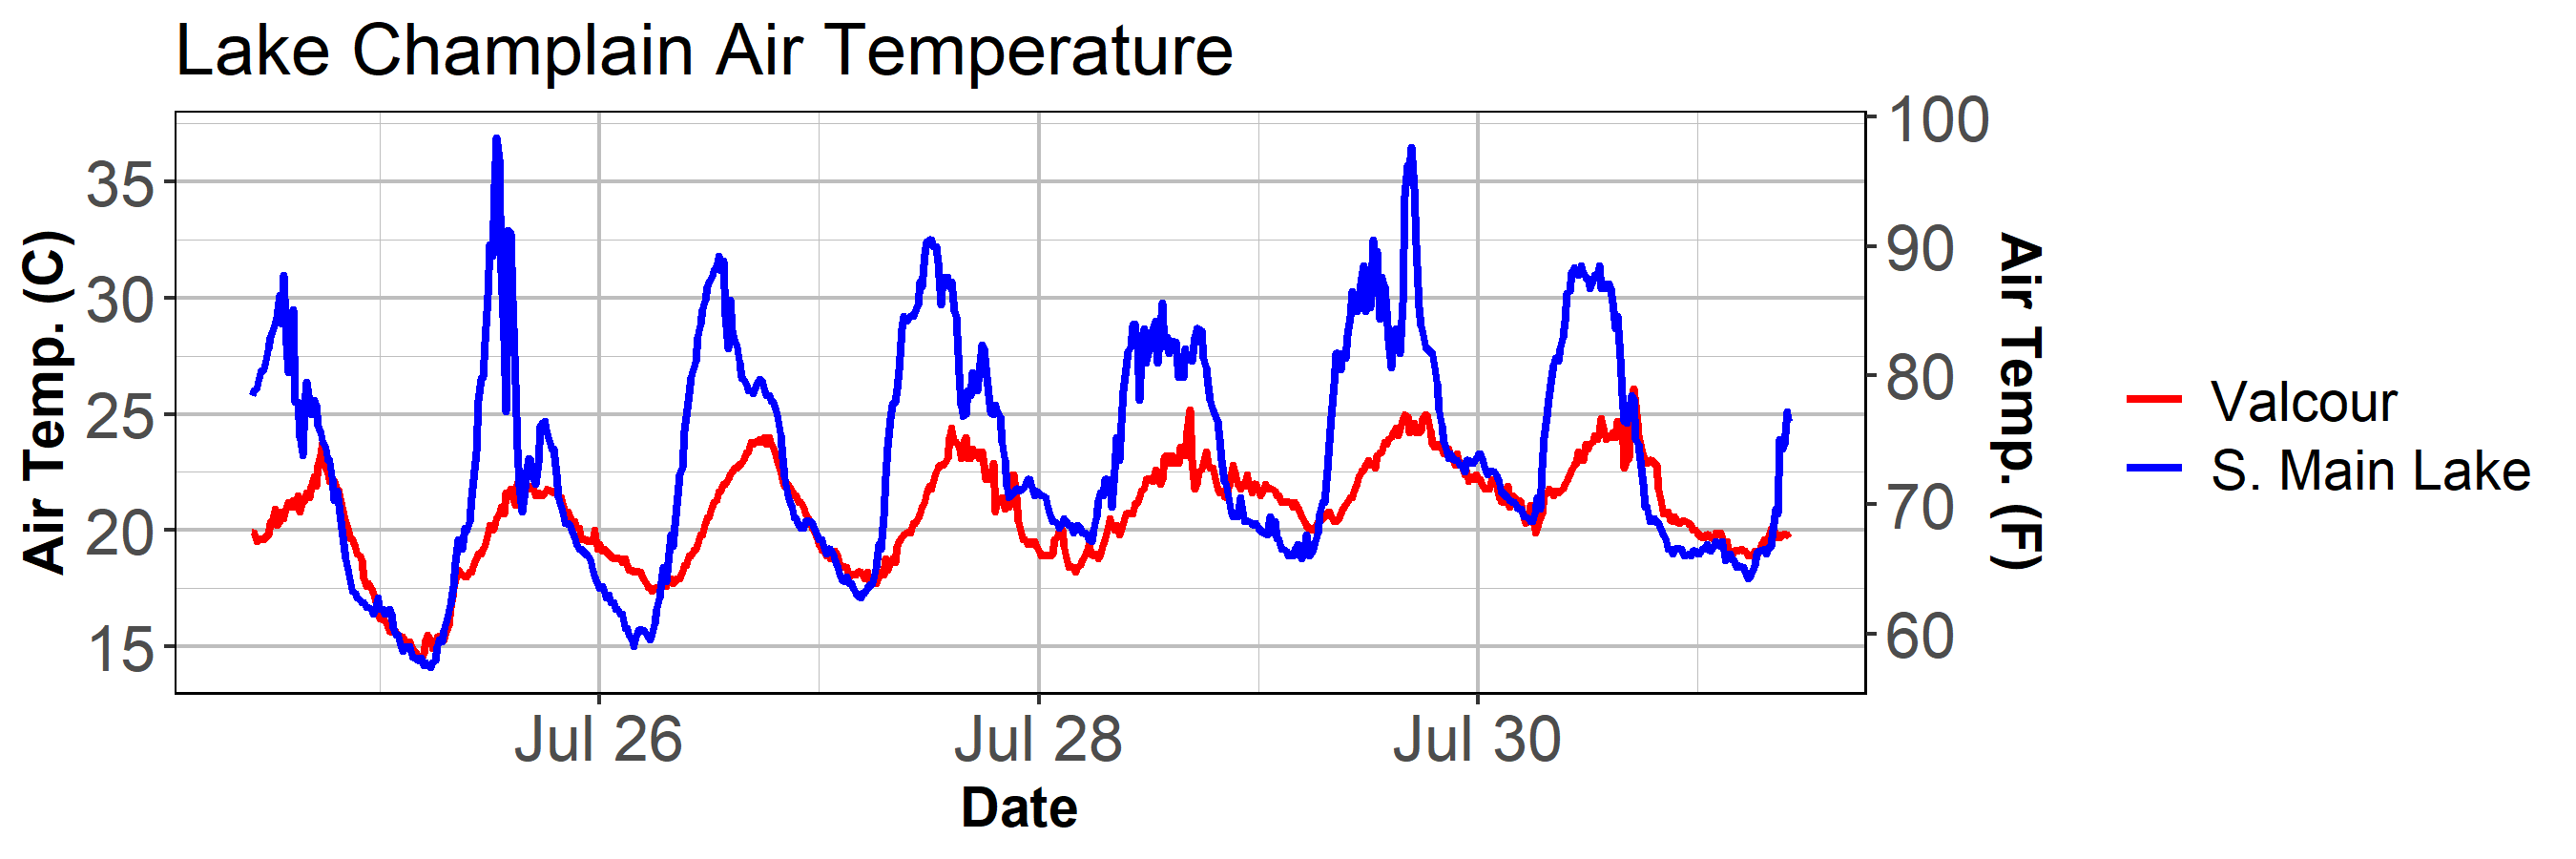 Lake Champlain Air Temperature
Air Temp. (C)
35
30
25
20
15
100
90
80
70
60
Air Temp. (F)
Jul 26
Jul 28
Jul 30
Date
Valcour
S. Main Lake